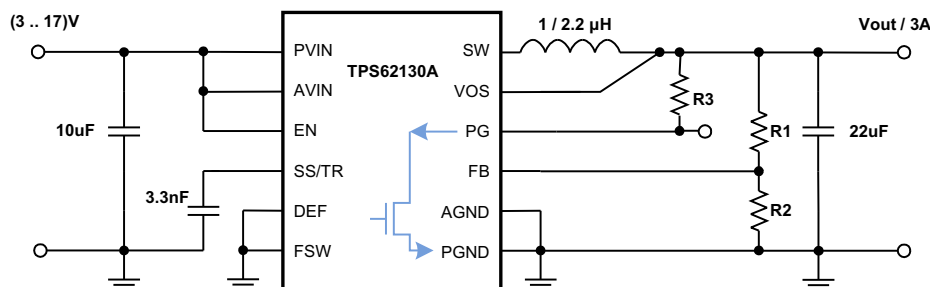 (3 .. 17)V
1 / 2.2 µH
Vout / 3A
TPS62130A
PVIN
SW
AVIN
VOS
R3
EN
PG
10uF
R1
22uF
SS/TR
FB
3.3nF
DEF
AGND
R2
FSW
PGND